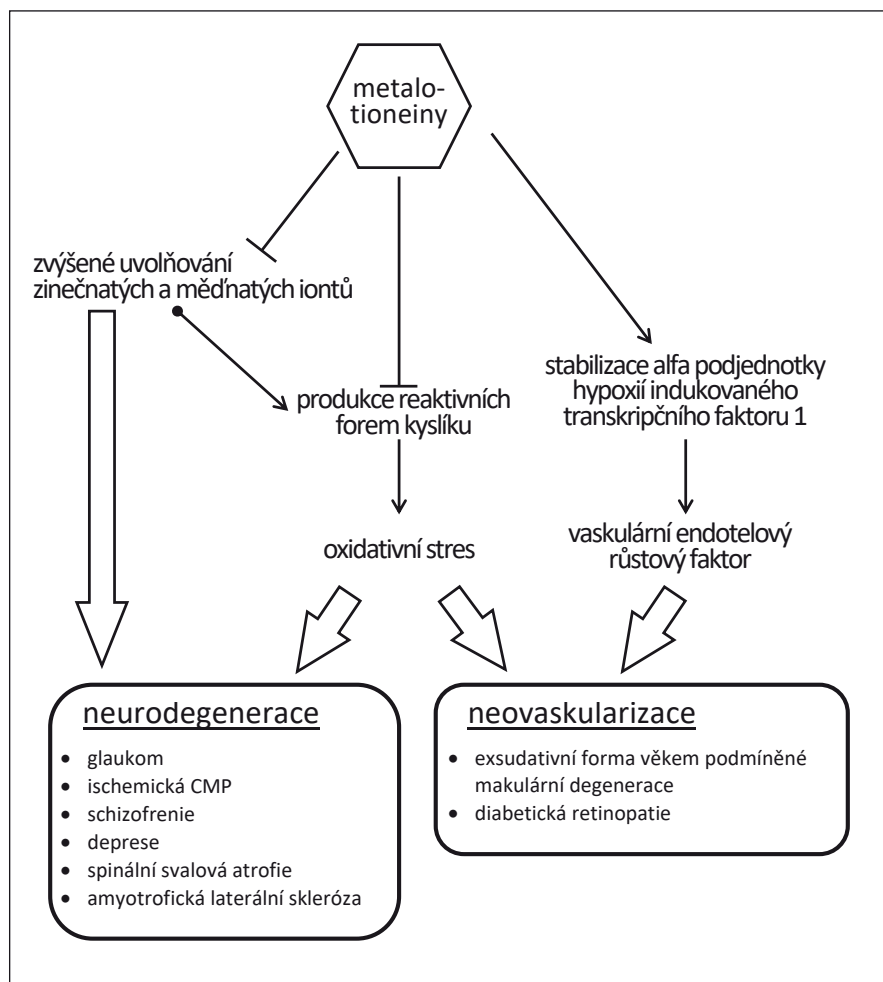 metalo-
tioneiny
zvýšené uvolňování
zinečnatých a měďnatých iontů
produkce reaktivních
forem kyslíku
stabilizace alfa podjednotky
hypoxií indukovaného
transkripčního faktoru 1
oxidativní stres
vaskulární endotelový
růstový faktor
neurodegenerace
• glaukom
• ischemická CMP
• schizofrenie
• deprese
• spinální svalová atrofie
• amyotrofická laterální skleróza
neovaskularizace
• exsudativní forma věkem podmíněné
makulární degenerace
• diabetická retinopatie